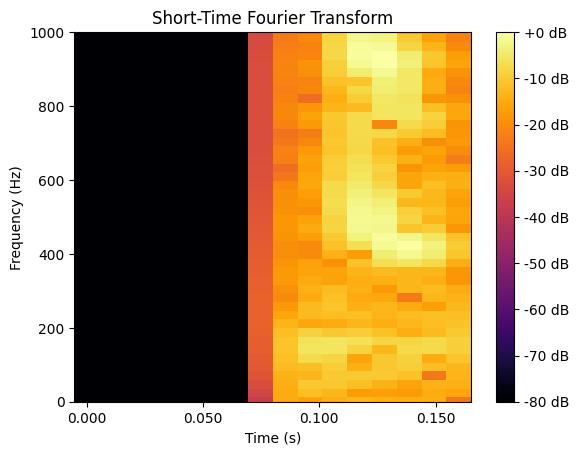 Short-Time Fourier Transform
1000
800
600
400
200
0
Frequency (Hz)
0.000
0.050
0.100
0.150
Time (s)
+0 dB
-10 dB
-20 dB
-30 dB
-40 dB
-50 dB
-60 dB
-70 dB
-80 dB